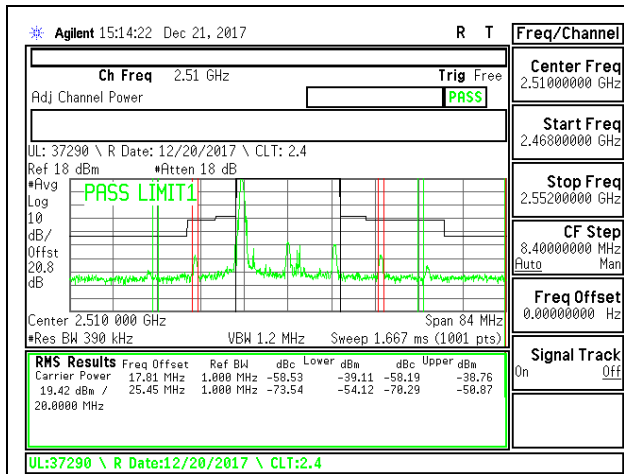 Agilent 15:14:22 Dec 21, 2017 R T
Ch Freq 2.51 GHz Trig Free
Adj Channel Power PASS
UL: 37290 \ R Date: 12/20/2017 \ CLT: 2.4
Ref 18 dBm #Atten 18 dB
#Avg
Log
10
dB/
Offst
20.8
dB
PASS LIMIT1
Center 2.510 000 GHz Span 84 MHz
#Res BW 390 kHz VBW 1.2 MHz Sweep 1.667 ms (1001 pts)
RMS Results Freq Offset Ref BW dBc Lower dBm dBc Upper dBm
Carrier Power 17.81 MHz 1.000 MHz -58.53 -39.11 -58.19 -38.76
19.42 dBm / 25.45 MHz 1.000 MHz -73.54 -54.12 -70.29 -50.87
20.0000 MHz
UL:37290 \ R Date:12/20/2017 \ CLT:2.4
Freq/Channel
Center Freq
2.51000000 GHz
Start Freq
2.46800000 GHz
Stop Freq
2.55200000 GHz
CF Step
8.40000000 MHz
Auto Man
Freq Offset
0.00000000 Hz
Signal Track
On Off